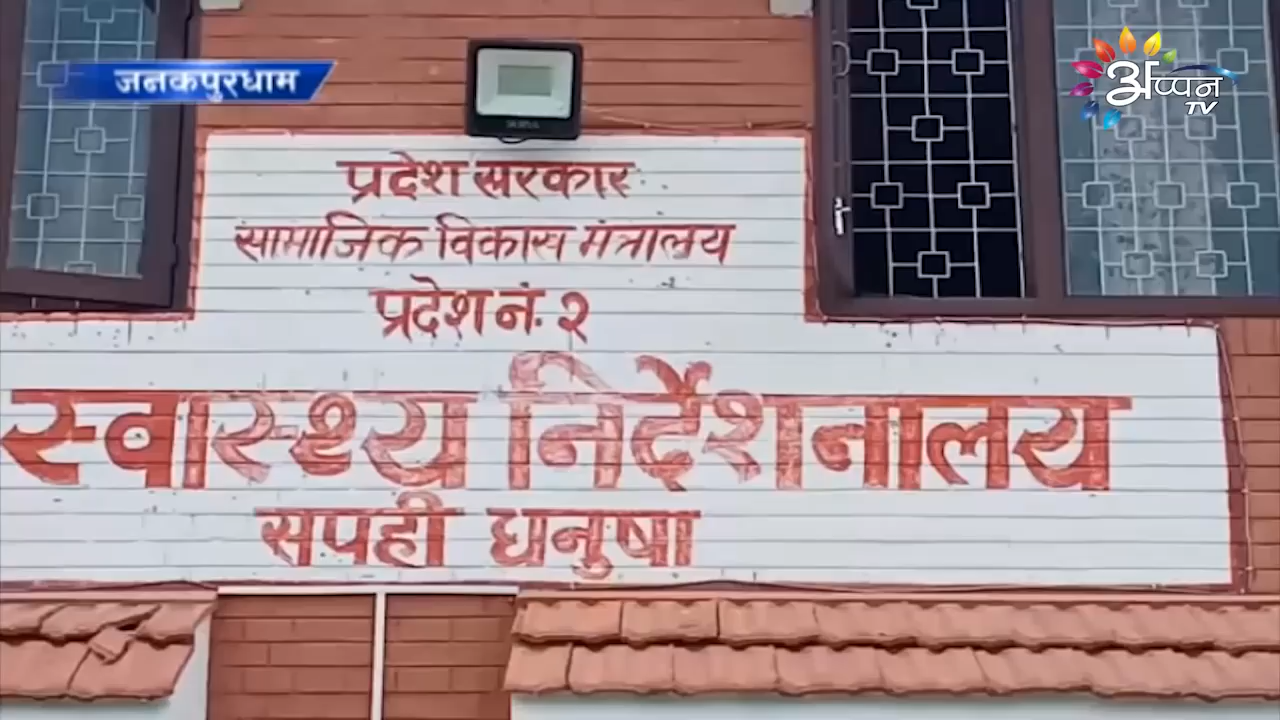 जनकपुरधाम
अप्पन
TV
प्रदेश सरकार
सामाजिक विकास मंत्रालय
प्रदेश नं. २
स्वास्थ्य निर्देशनालय
सपही धनुषा